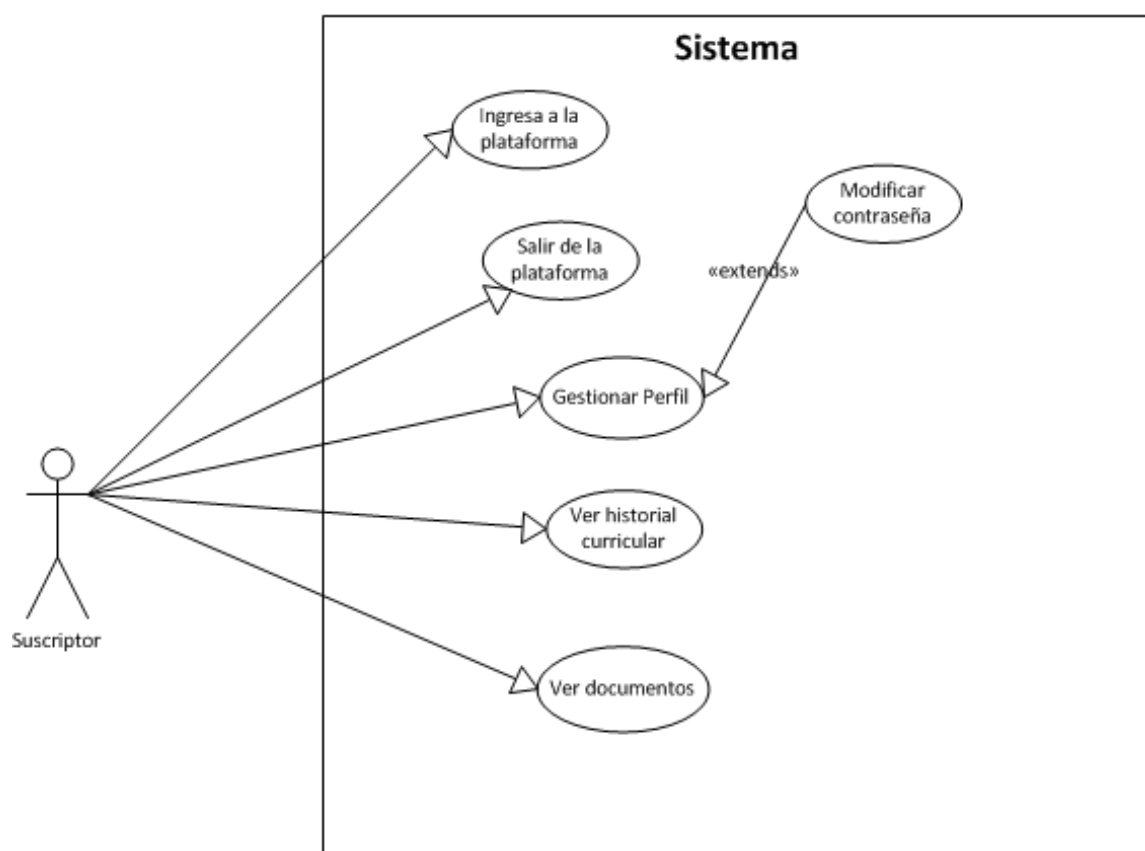 Sistema
Ingresa a la
plataforma
Modificar
contraseña
Salir de la
plataforma
«extends»
Gestionar Perfil
Ver historial
curricular
Suscriptor
Ver documentos